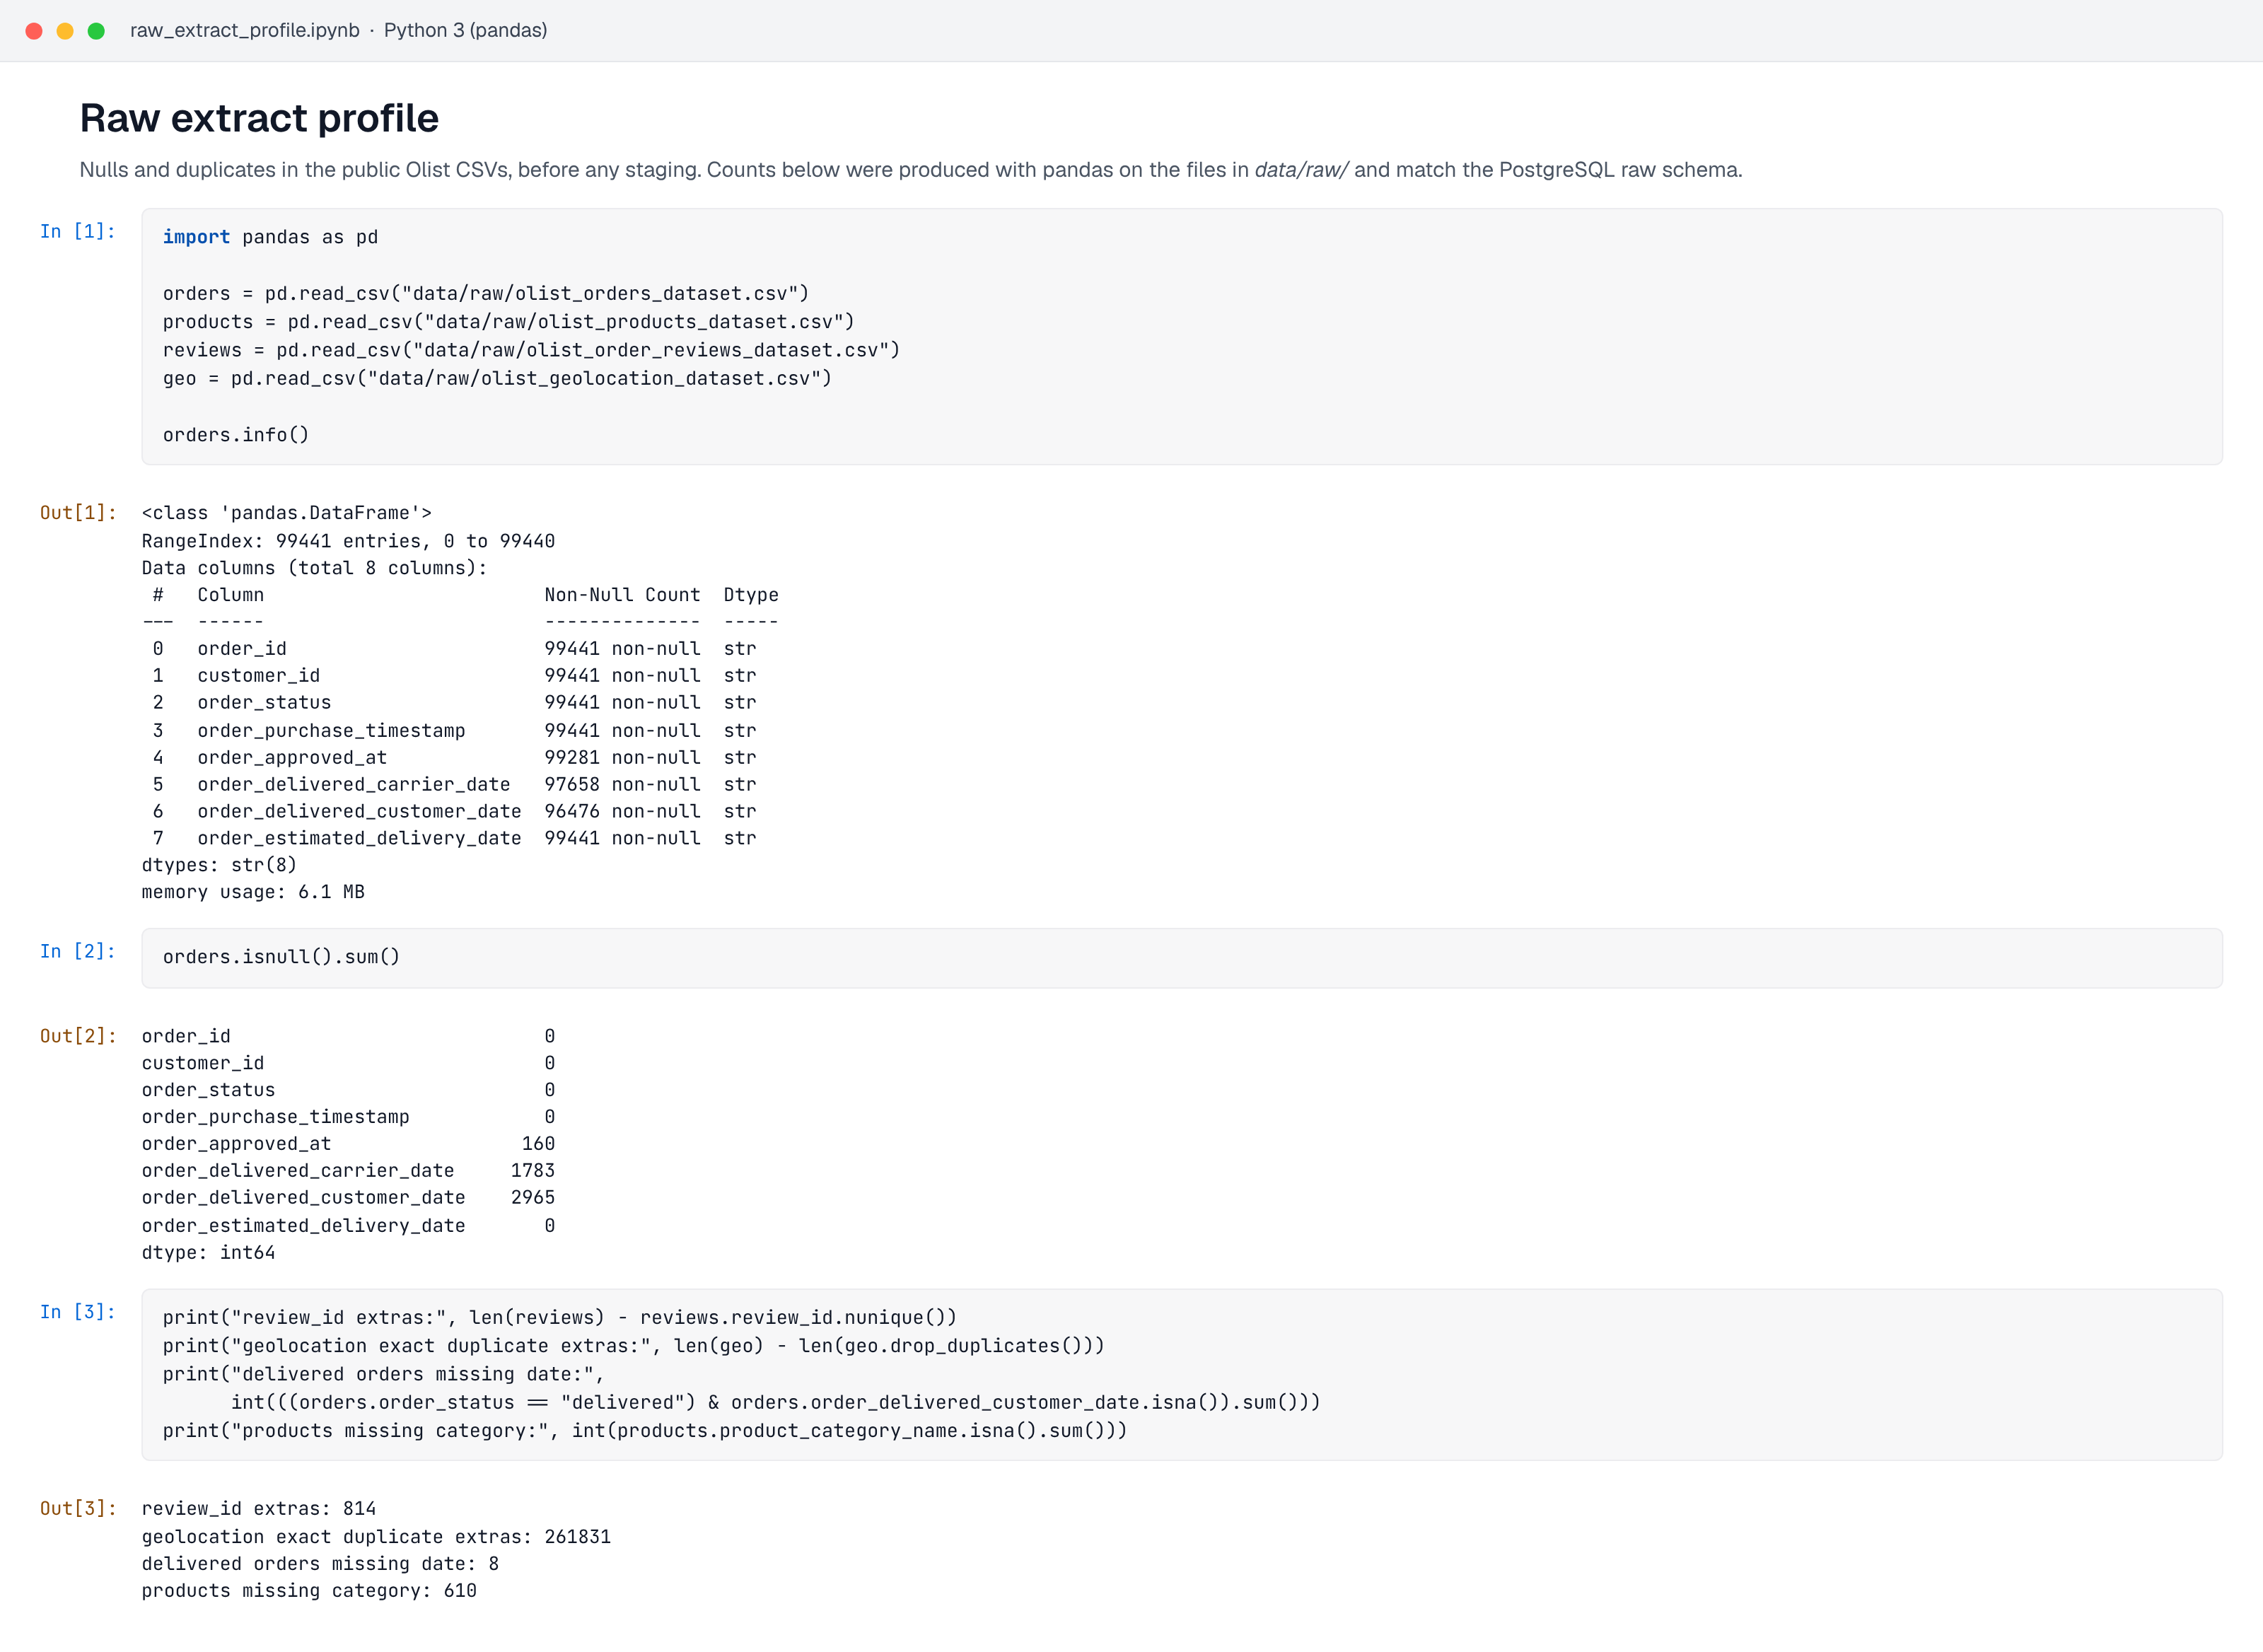 raw_extract_profile.ipynb · Python 3 (pandas)
Raw extract profile
Nulls and duplicates in the public Olist CSVs, before any staging. Counts below were produced with pandas on the files in data/raw/ and match the PostgreSQL raw schema.
In [1]:
import pandas as pd
orders = pd.read_csv("data/raw/olist_orders_dataset.csv")
products = pd.read_csv("data/raw/olist_products_dataset.csv")
reviews = pd.read_csv("data/raw/olist_order_reviews_dataset.csv")
geo = pd.read_csv("data/raw/olist_geolocation_dataset.csv")
orders.info()
Out[1]:
<class 'pandas.DataFrame'>
RangeIndex: 99441 entries, 0 to 99440
Data columns (total 8 columns):
 #   Column                         Non-Null Count  Dtype
---  ------                         --------------  -----
 0   order_id                       99441 non-null  str
 1   customer_id                    99441 non-null  str
 2   order_status                   99441 non-null  str
 3   order_purchase_timestamp       99441 non-null  str
 4   order_approved_at              99281 non-null  str
 5   order_delivered_carrier_date   97658 non-null  str
 6   order_delivered_customer_date  96476 non-null  str
 7   order_estimated_delivery_date  99441 non-null  str
dtypes: str(8)
memory usage: 6.1 MB
In [2]:
orders.isnull().sum()
Out[2]:
order_id                            0
customer_id                         0
order_status                        0
order_purchase_timestamp            0
order_approved_at                 160
order_delivered_carrier_date     1783
order_delivered_customer_date    2965
order_estimated_delivery_date       0
dtype: int64
In [3]:
print("review_id extras:", len(reviews) - reviews.review_id.nunique())
print("geolocation exact duplicate extras:", len(geo) - len(geo.drop_duplicates()))
print("delivered orders missing date:",
      int(((orders.order_status == "delivered") & orders.order_delivered_customer_date.isna()).sum()))
print("products missing category:", int(products.product_category_name.isna().sum()))
Out[3]:
review_id extras: 814
geolocation exact duplicate extras: 261831
delivered orders missing date: 8
products missing category: 610